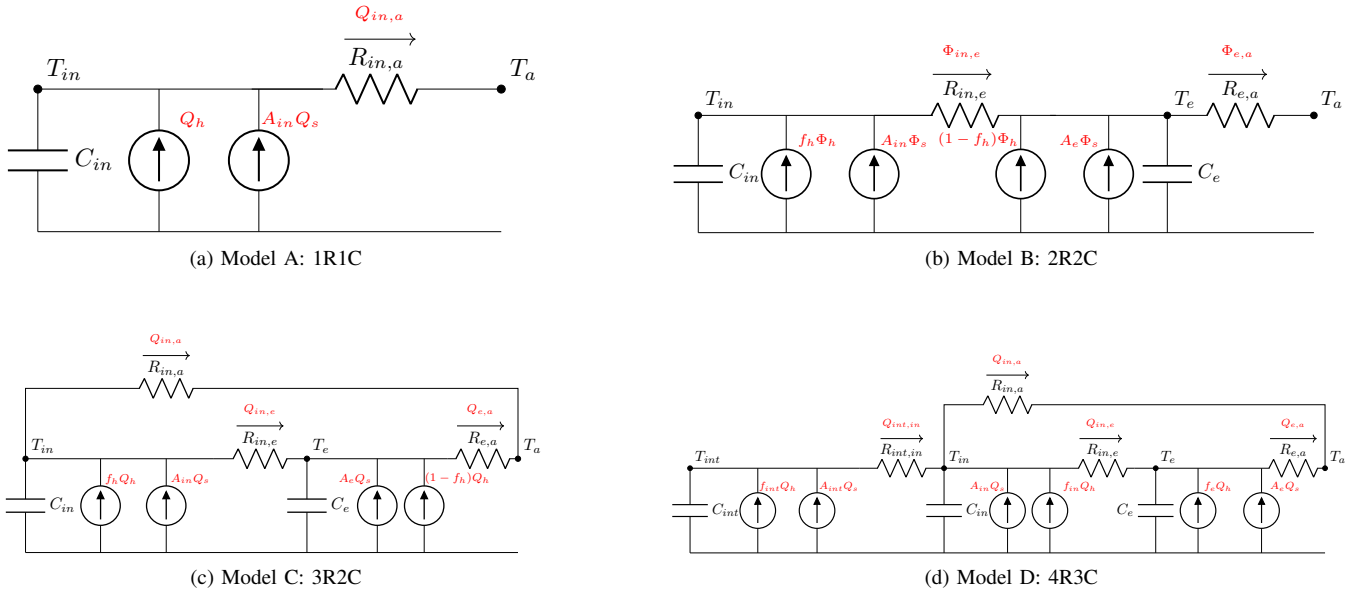 Q_{in,a}
R_{in,a}
T_{in}
T_a
Q_h
A_{in}Q_s
C_{in}
(a) Model A: 1R1C
Φ_{in,e}
Φ_{e,a}
R_{in,e}
R_{e,a}
T_{in}
T_e
T_a
f_hΦ_h
A_{in}Φ_s
(1 − f_h)Φ_h
A_eΦ_s
C_{in}
C_e
(b) Model B: 2R2C
Q_{in,a}
R_{in,a}
Q_{in,e}
Q_{e,a}
R_{in,e}
R_{e,a}
T_{in}
T_e
T_a
f_hQ_h
A_{in}Q_s
A_eQ_s
(1 − f_h)Q_h
C_{in}
C_e
(c) Model C: 3R2C
Q_{in,a}
R_{in,a}
Q_{int,in}
Q_{in,e}
Q_{e,a}
R_{int,in}
R_{in,e}
R_{e,a}
T_{int}
T_{in}
T_e
T_a
f_{int}Q_h
A_{int}Q_s
A_{in}Q_s
f_{in}Q_h
f_eQ_h
A_eQ_s
C_{int}
C_{in}
C_e
(d) Model D: 4R3C